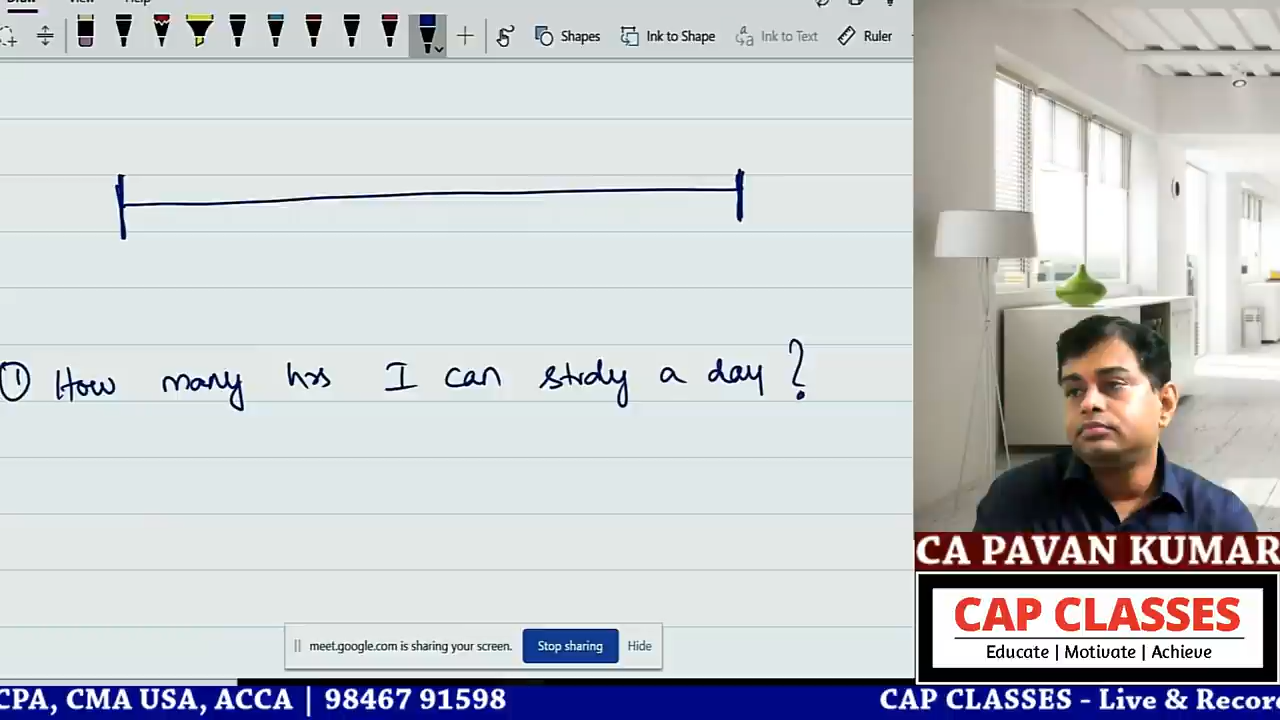 Shapes
Ink to Shape
Ink to Text
Ruler
① How many hrs I can study a day?
meet.google.com is sharing your screen.
Stop sharing
Hide
CA PAVAN KUMAR
CAP CLASSES
Educate | Motivate | Achieve
CPA, CMA USA, ACCA | 98467 91598
CAP CLASSES - Live & Recor